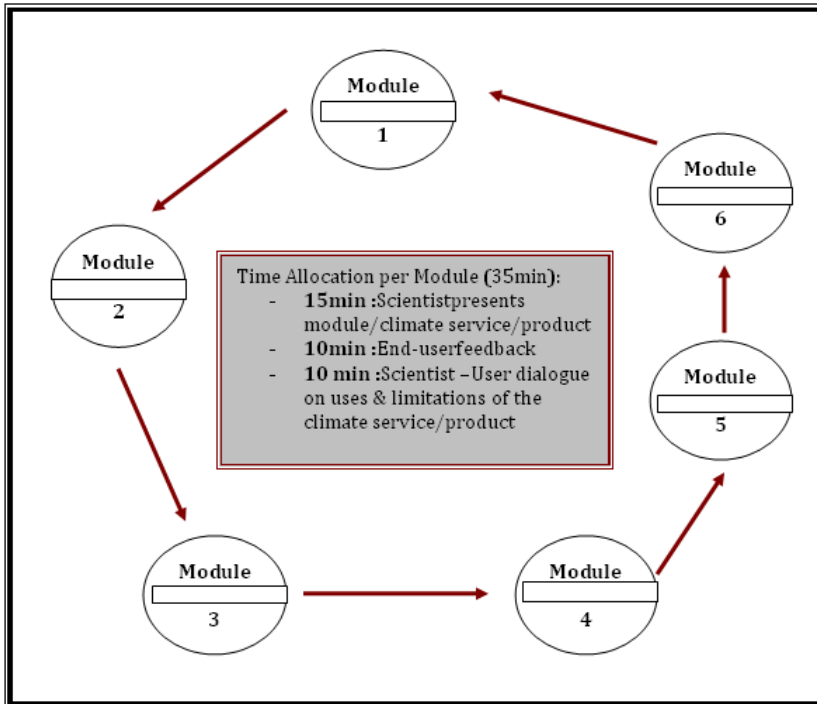 Module
1
Module
2
Module
3
Module
4
Module
5
Module
6
Time Allocation per Module (35min):
- 15min :Scientistpresents
module/climate service/product
- 10min :End-userfeedback
- 10 min :Scientist –User dialogue
on uses & limitations of the
climate service/product